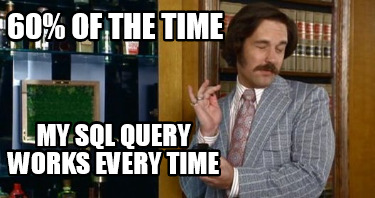 60% OF THE TIME
MY SQL QUERY
WORKS EVERY TIME